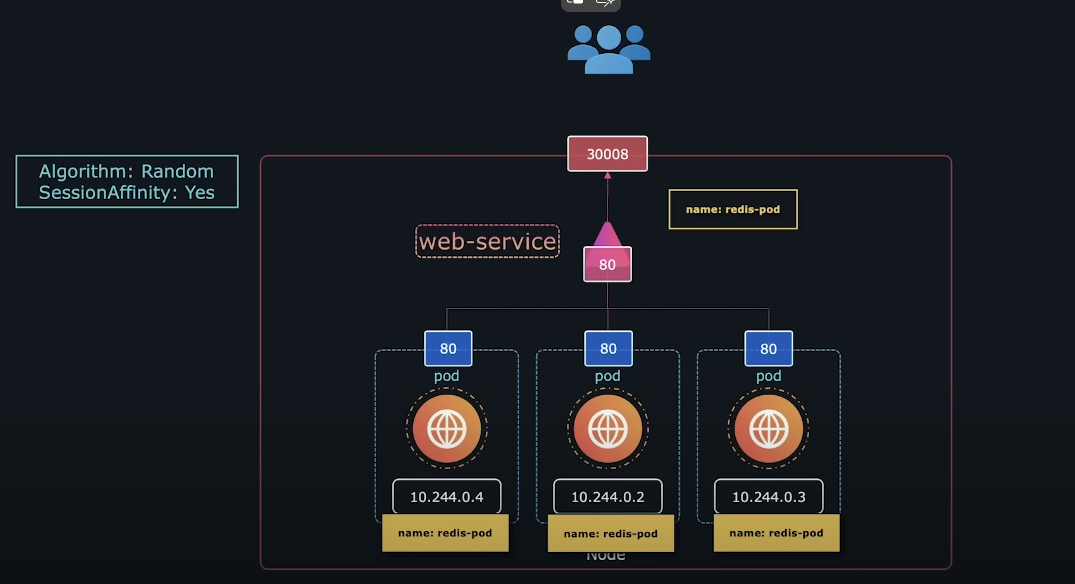 30008
Algorithm: Random
SessionAffinity: Yes
name: redis-pod
web-service
80
80
80
80
pod
pod
pod
10.244.0.4
10.244.0.2
10.244.0.3
name: redis-pod
name: redis-pod
name: redis-pod
Node